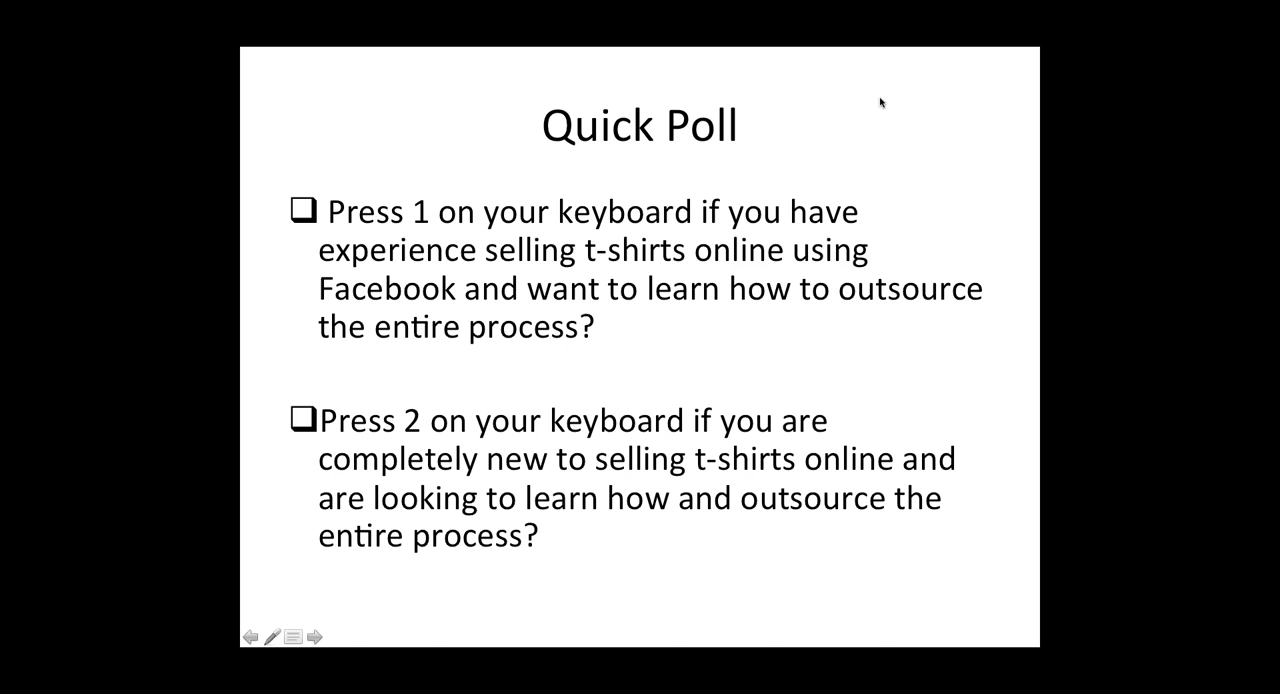 Quick Poll
Press 1 on your keyboard if you have
experience selling t-shirts online using
Facebook and want to learn how to outsource
the entire process?
Press 2 on your keyboard if you are
completely new to selling t-shirts online and
are looking to learn how and outsource the
entire process?